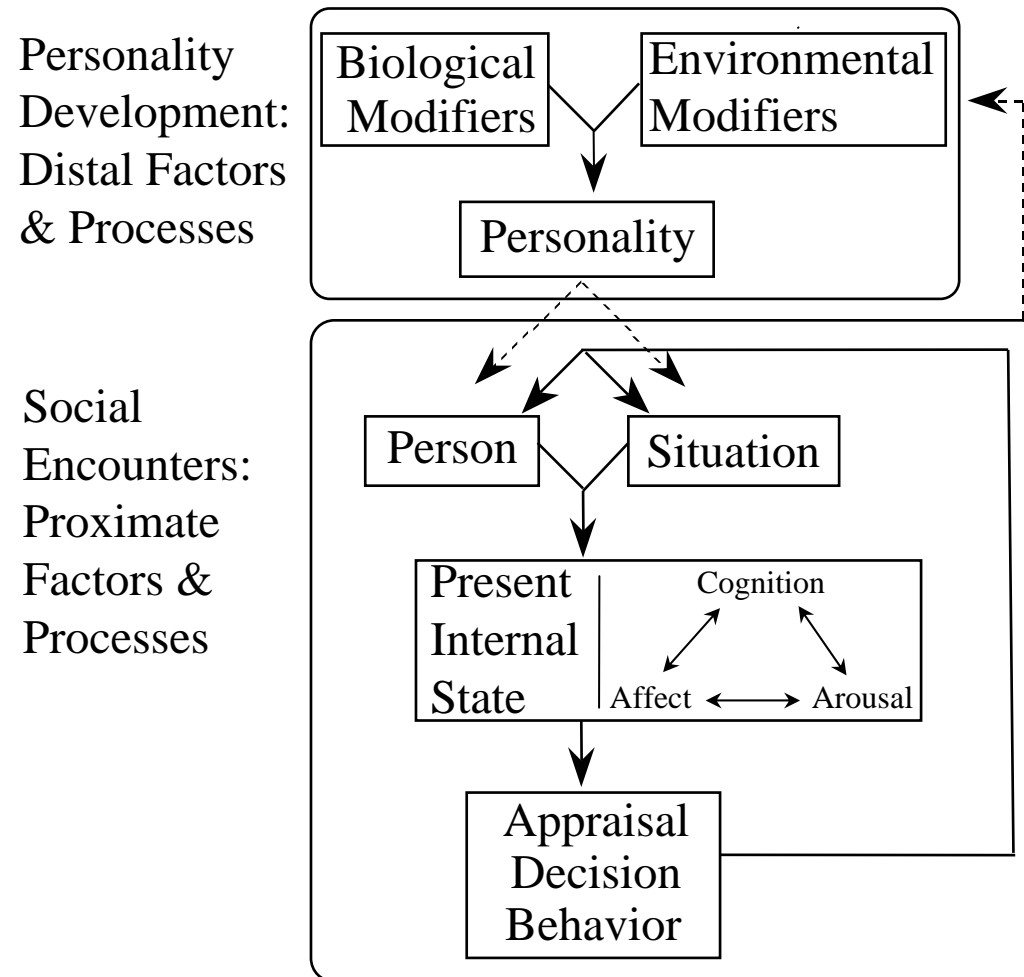 Personality
Development:
Distal Factors
& Processes
Biological
Modifiers
Environmental
Modifiers
Personality
Social
Encounters:
Proximate
Factors &
Processes
Person
Situation
Present
Internal
State
Cognition
Affect
Arousal
Appraisal
Decision
Behavior